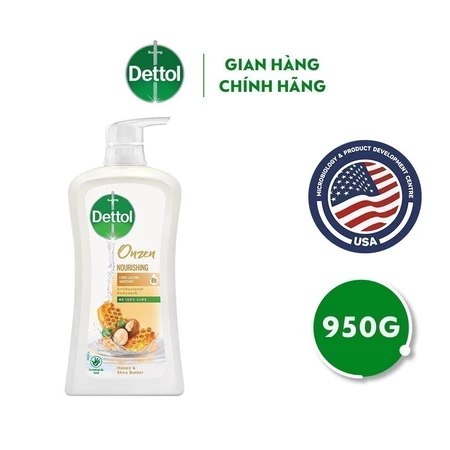 Dettol
GIAN HÀNG
CHÍNH HÃNG
Dettol
Onzen
NOURISHING
MICROBIOLOGY & PRODUCT DEVELOPMENT CENTRE
USA
950G
Honey &
Shea Butter